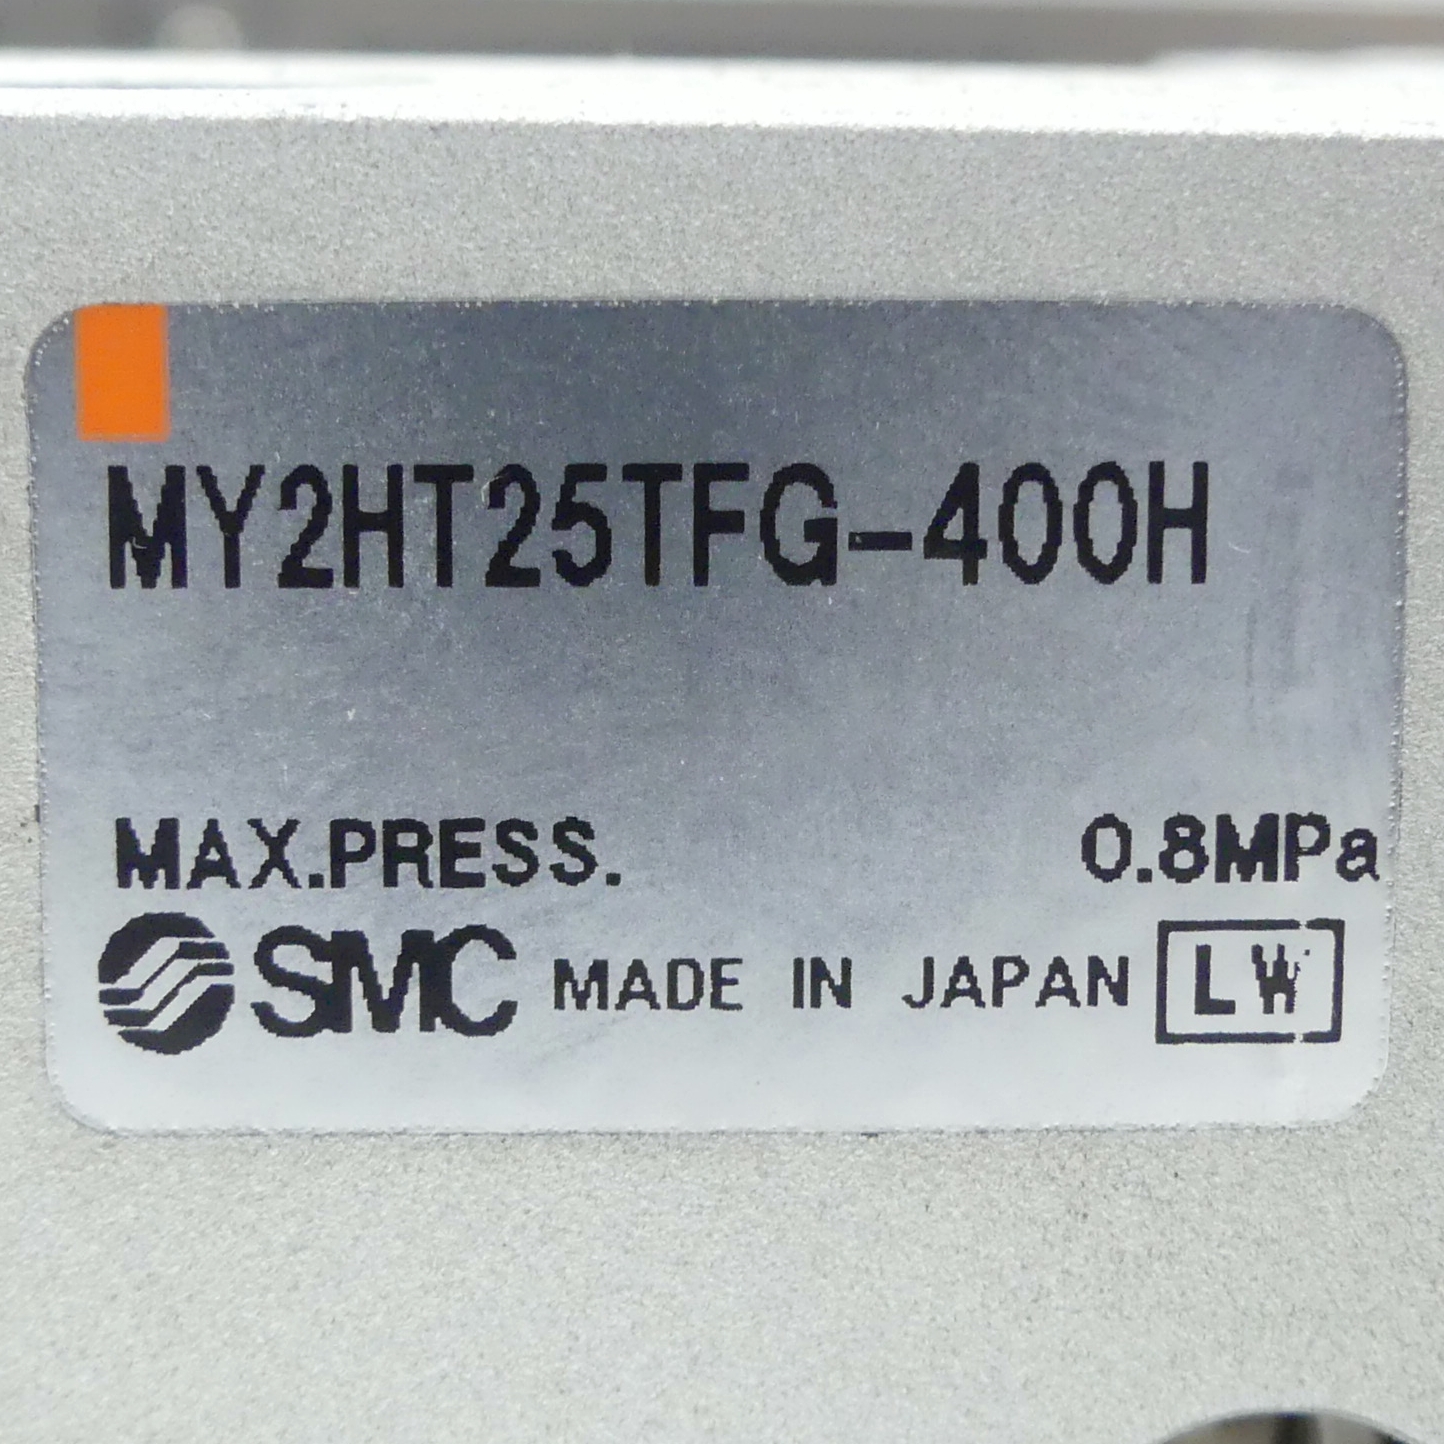 MY2HT25TFG-400H
MAX.PRESS. 0.8MPa
SMC MADE IN JAPAN LW